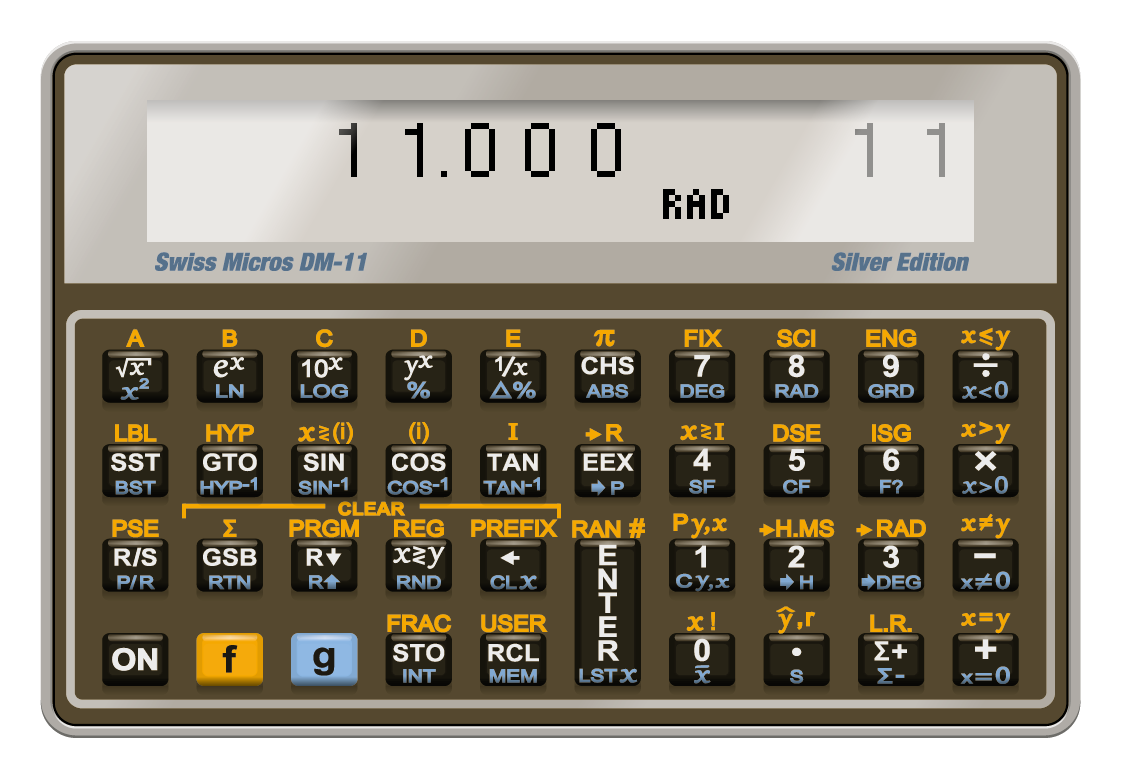 11.000 11
RAD
Swiss Micros DM-11 Silver Edition
A B C D E π FIX SCI ENG x≤y
√x eˣ 10ˣ yˣ 1/x CHS 7 8 9 ÷
x² LN LOG % Δ% ABS DEG RAD GRD x<0
LBL HYP x≷(i) (i) I →R x≷I DSE ISG x>y
SST GTO SIN COS TAN EEX 4 5 6 ×
BST HYP-1 SIN-1 COS-1 TAN-1 →P SF CF F? x>0
CLEAR
PSE Σ PRGM REG PREFIX RAN # Py,x →H.MS →RAD x≠y
R/S GSB R↓ x≷y ← ENTER 1 2 3 −
P/R RTN R↑ RND CLx Cy,x →H →DEG x≠0
FRAC USER x! ŷ,r L.R. x=y
ON f g STO RCL 0 • Σ+ +
INT MEM LSTx x̄ s Σ- x=0